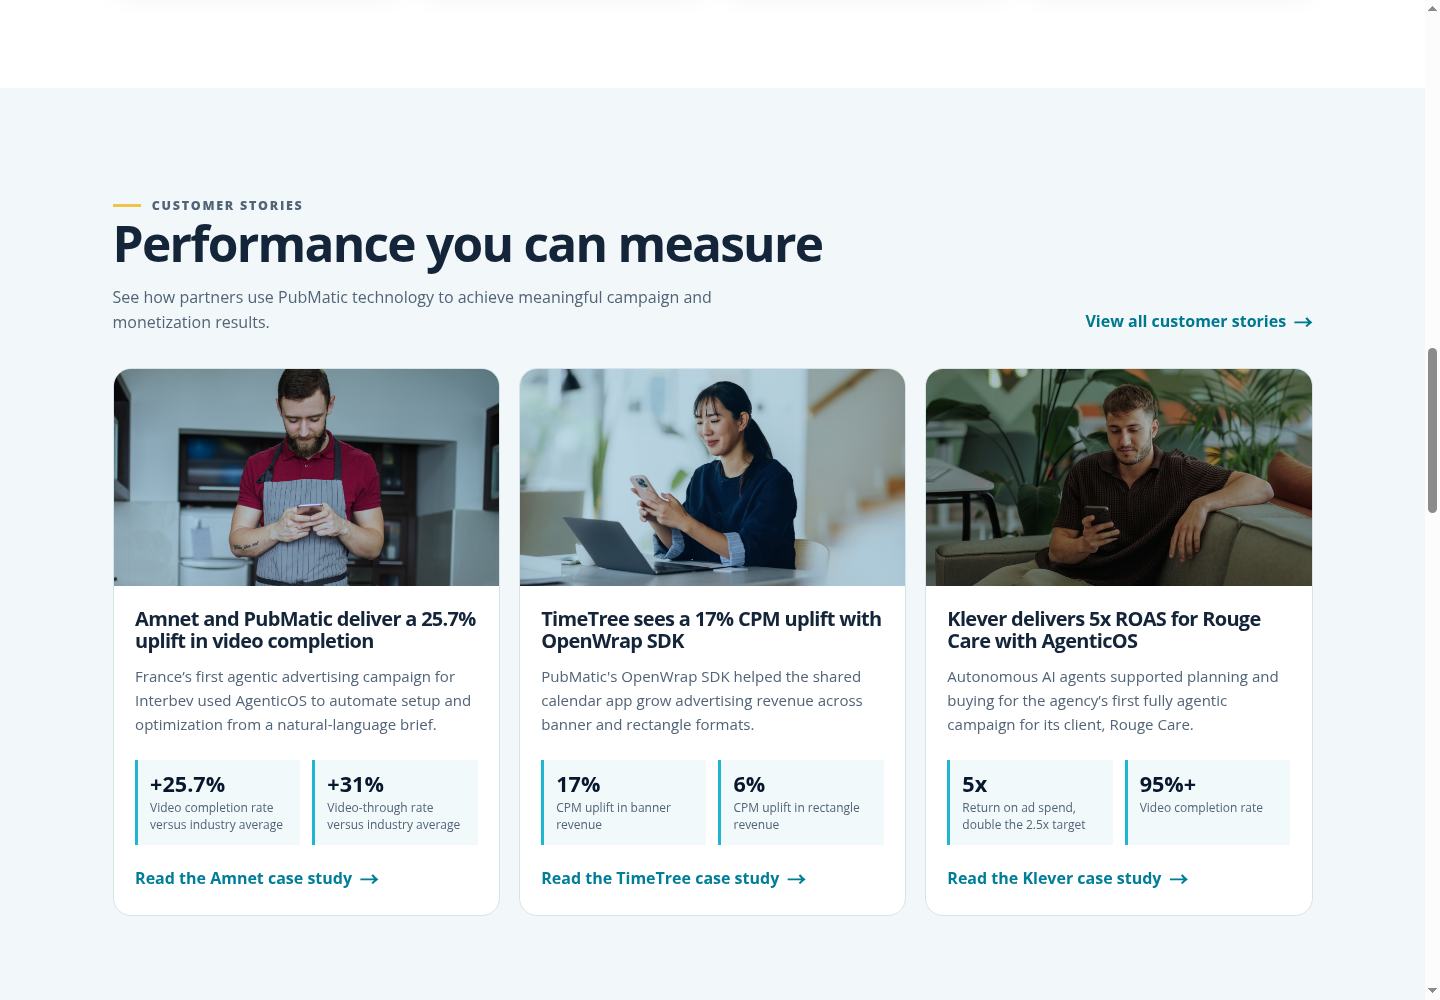 CUSTOMER STORIES
Performance you can measure
See how partners use PubMatic technology to achieve meaningful campaign and
monetization results.
View all customer stories →
Amnet and PubMatic deliver a 25.7%
uplift in video completion
France’s first agentic advertising campaign for
Interbev used AgenticOS to automate setup and
optimization from a natural-language brief.
+25.7%
Video completion rate
versus industry average
+31%
Video-through rate
versus industry average
Read the Amnet case study →
TimeTree sees a 17% CPM uplift with
OpenWrap SDK
PubMatic's OpenWrap SDK helped the shared
calendar app grow advertising revenue across
banner and rectangle formats.
17%
CPM uplift in banner
revenue
6%
CPM uplift in rectangle
revenue
Read the TimeTree case study →
Klever delivers 5x ROAS for Rouge
Care with AgenticOS
Autonomous AI agents supported planning and
buying for the agency’s first fully agentic
campaign for its client, Rouge Care.
5x
Return on ad spend,
double the 2.5x target
95%+
Video completion rate
Read the Klever case study →